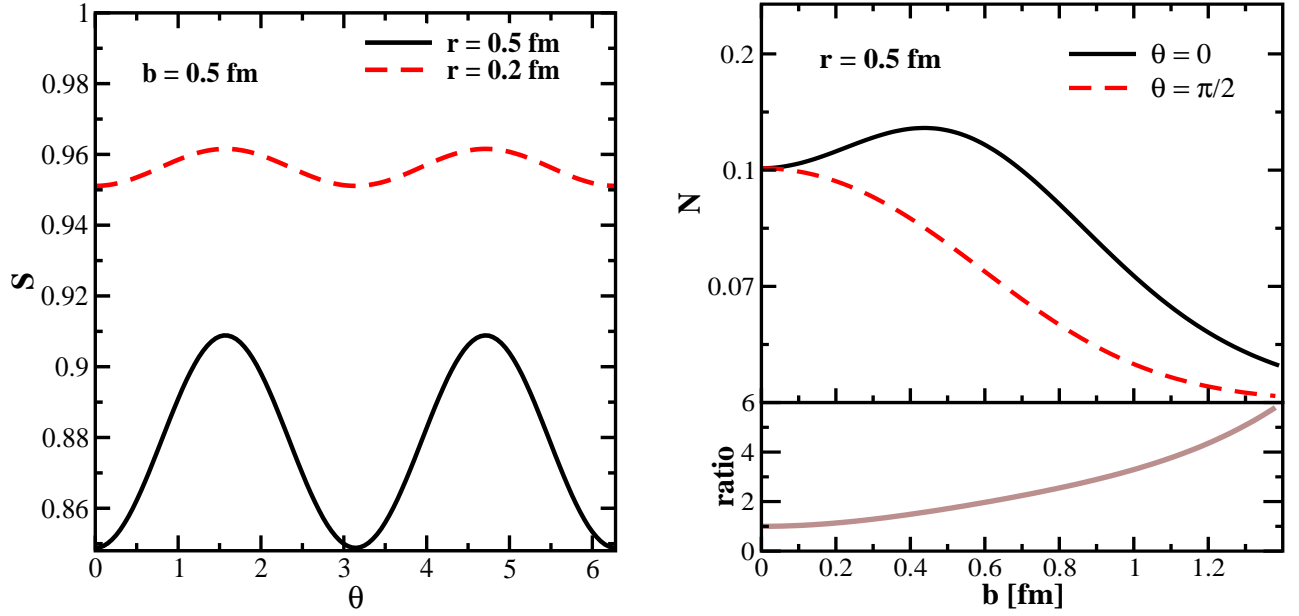 1
0.98
0.96
0.94
0.92
0.9
0.88
0.86
S
b = 0.5 fm
r = 0.5 fm
r = 0.2 fm
0 1 2 3 4 5 6
θ
0.2
0.1
0.07
N
r = 0.5 fm
θ = 0
θ = π/2
6
4
2
0
ratio
0 0.2 0.4 0.6 0.8 1 1.2
b [fm]